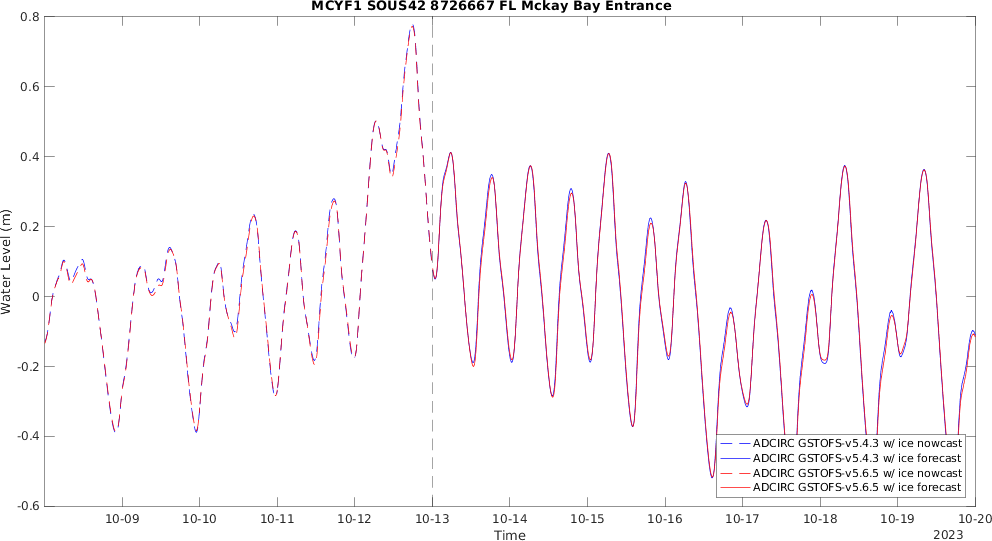 MCYF1 SOUS42 8726667 FL Mckay Bay Entrance
0.8
0.6
0.4
0.2
0
-0.2
-0.4
-0.6
Water Level (m)
10-09 10-10 10-11 10-12 10-13 10-14 10-15 10-16 10-17 10-18 10-19 10-20
Time
2023
ADCIRC GSTOFS-v5.4.3 w/ ice nowcast
ADCIRC GSTOFS-v5.4.3 w/ ice forecast
ADCIRC GSTOFS-v5.6.5 w/ ice nowcast
ADCIRC GSTOFS-v5.6.5 w/ ice forecast